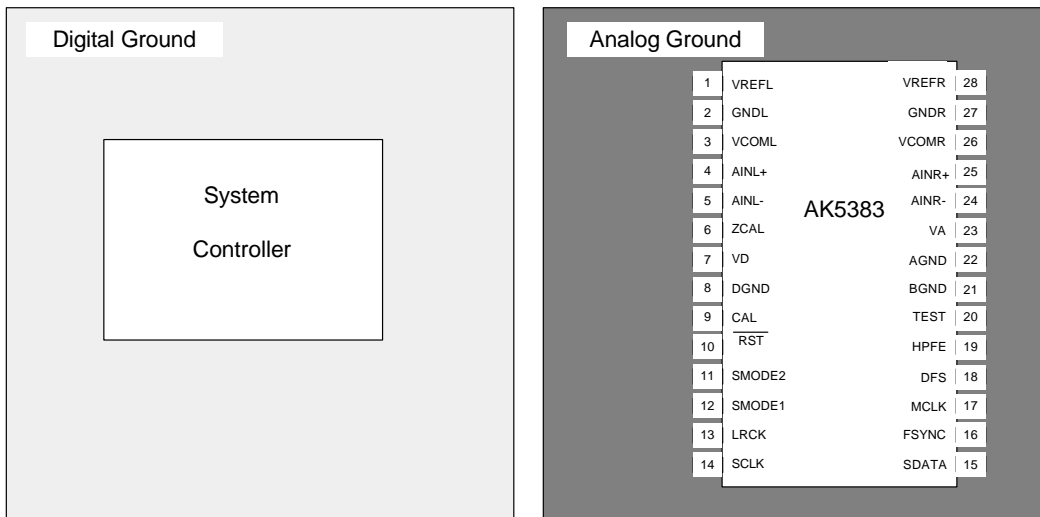 Digital Ground
System
Controller
Analog Ground
AK5383
1 VREFL
2 GNDL
3 VCOML
4 AINL+
5 AINL-
6 ZCAL
7 VD
8 DGND
9 CAL
10 RST
11 SMODE2
12 SMODE1
13 LRCK
14 SCLK
VREFR 28
GNDR 27
VCOMR 26
AINR+ 25
AINR- 24
VA 23
AGND 22
BGND 21
TEST 20
HPFE 19
DFS 18
MCLK 17
FSYNC 16
SDATA 15